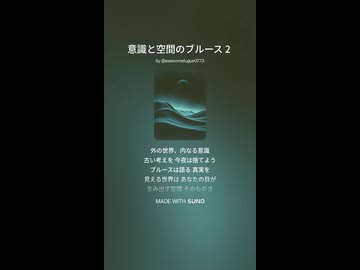 意識と空間のブルース 2
by @awesomefugue0773
外の世界、内なる意識
古い考えを 今夜は捨てよう
ブルースは語る 真実を
見える世界は あなたの目が
生み出す空間 そのものさ
MADE WITH SUNO